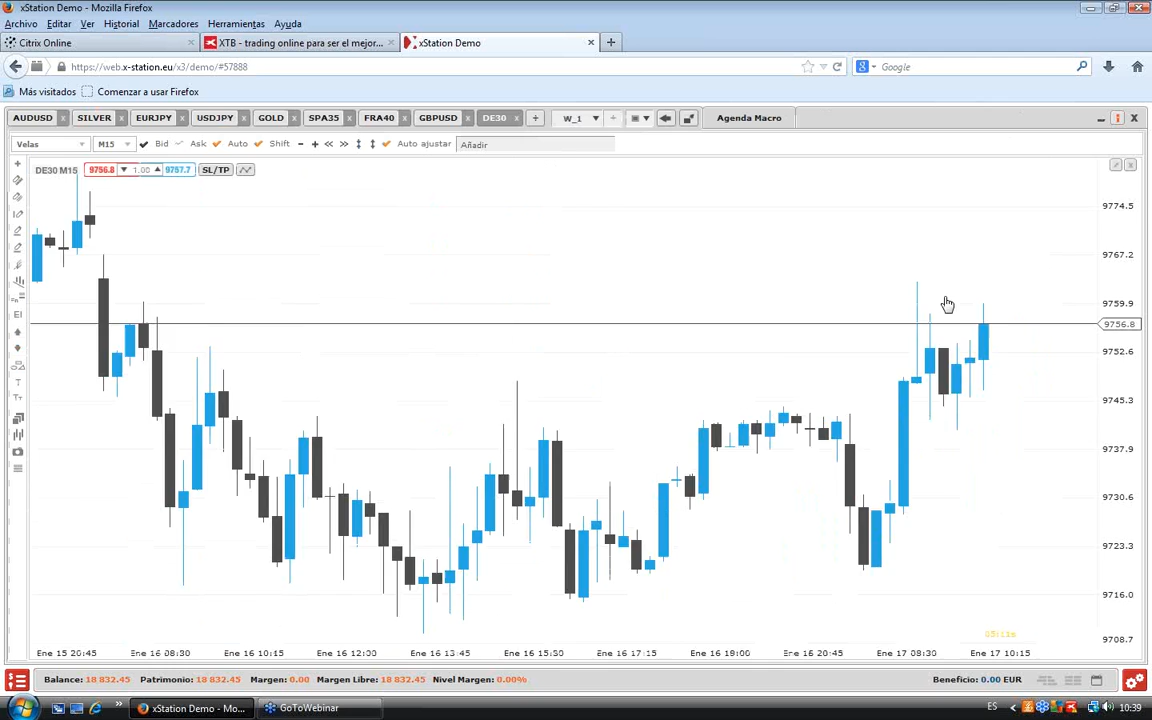 xStation Demo - Mozilla Firefox
Archivo Editar Ver Historial Marcadores Herramientas Ayuda
Citrix Online XTB - trading online para ser el mejor... xStation Demo
https://web.x-station.eu/x3/demo/#57888 Google
Más visitados Comenzar a usar Firefox
AUDUSD SILVER EURJPY USDJPY GOLD SPA35 FRA40 GBPUSD DE30 W_1 Agenda Macro
Velas M15 Bid Ask Auto Shift Auto ajustar Añadir
DE30 M15 9756.8 1.00 9757.7 SL/TP
9774.5
9767.2
9759.9
9756.8
9752.6
9745.3
9737.9
9730.6
9723.3
9716.0
9708.7
Ene 15 20:45 Ene 16 08:30 Ene 16 10:15 Ene 16 12:00 Ene 16 13:45 Ene 16 15:30 Ene 16 17:15 Ene 16 19:00 Ene 16 20:45 Ene 17 08:30 Ene 17 10:15
Balance: 18 832.45 Patrimonio: 18 832.45 Margen: 0.00 Margen Libre: 18 832.45 Nivel Margen: 0.00% Beneficio: 0.00 EUR
xStation Demo - Mo... GoToWebinar ES 10:39